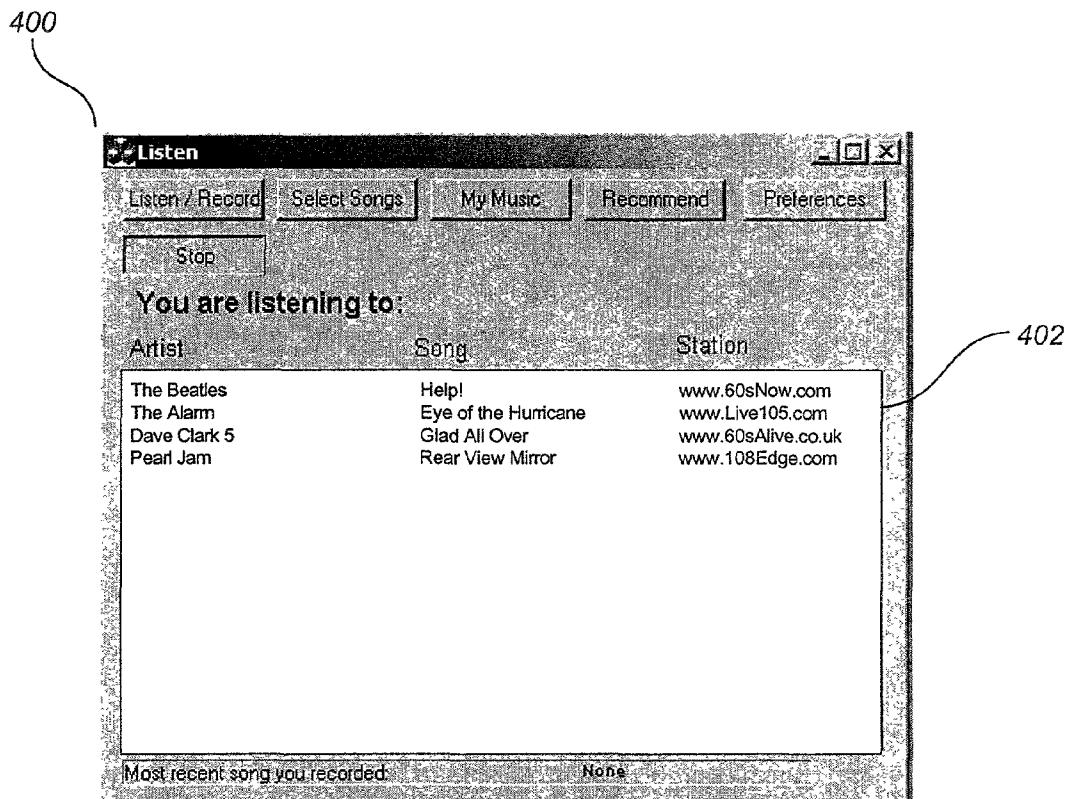 400
Listen
Listen / Record Select Songs My Music Recommend Preferences
Stop
You are listening to:
Artist Song Station
402
The Beatles Help! www.60sNow.com
The Alarm Eye of the Hurricane www.Live105.com
Dave Clark 5 Glad All Over www.60sAlive.co.uk
Pearl Jam Rear View Mirror www.108Edge.com
Most recent song you recorded: None